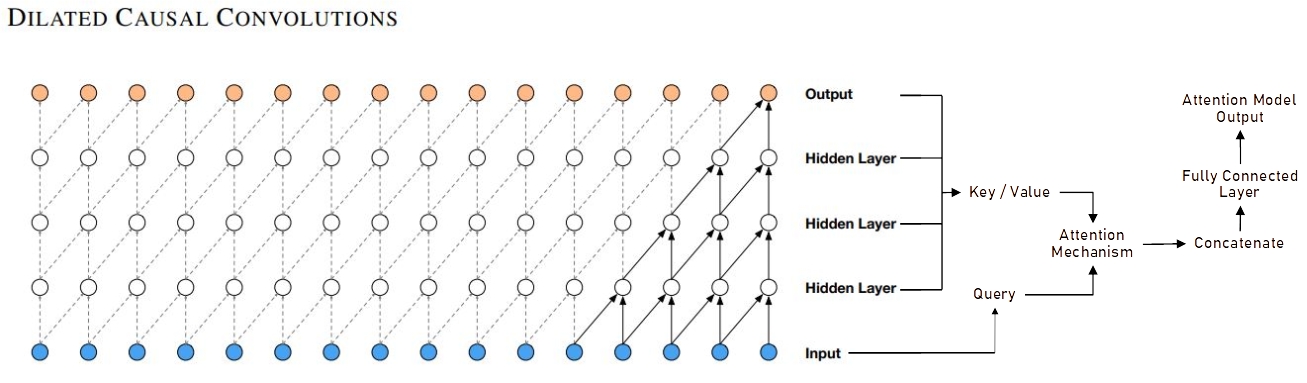 DILATED CAUSAL CONVOLUTIONS
Output
Hidden Layer
Hidden Layer
Hidden Layer
Input
Key / Value
Query
Attention
Mechanism
Concatenate
Fully Connected
Layer
Attention Model
Output